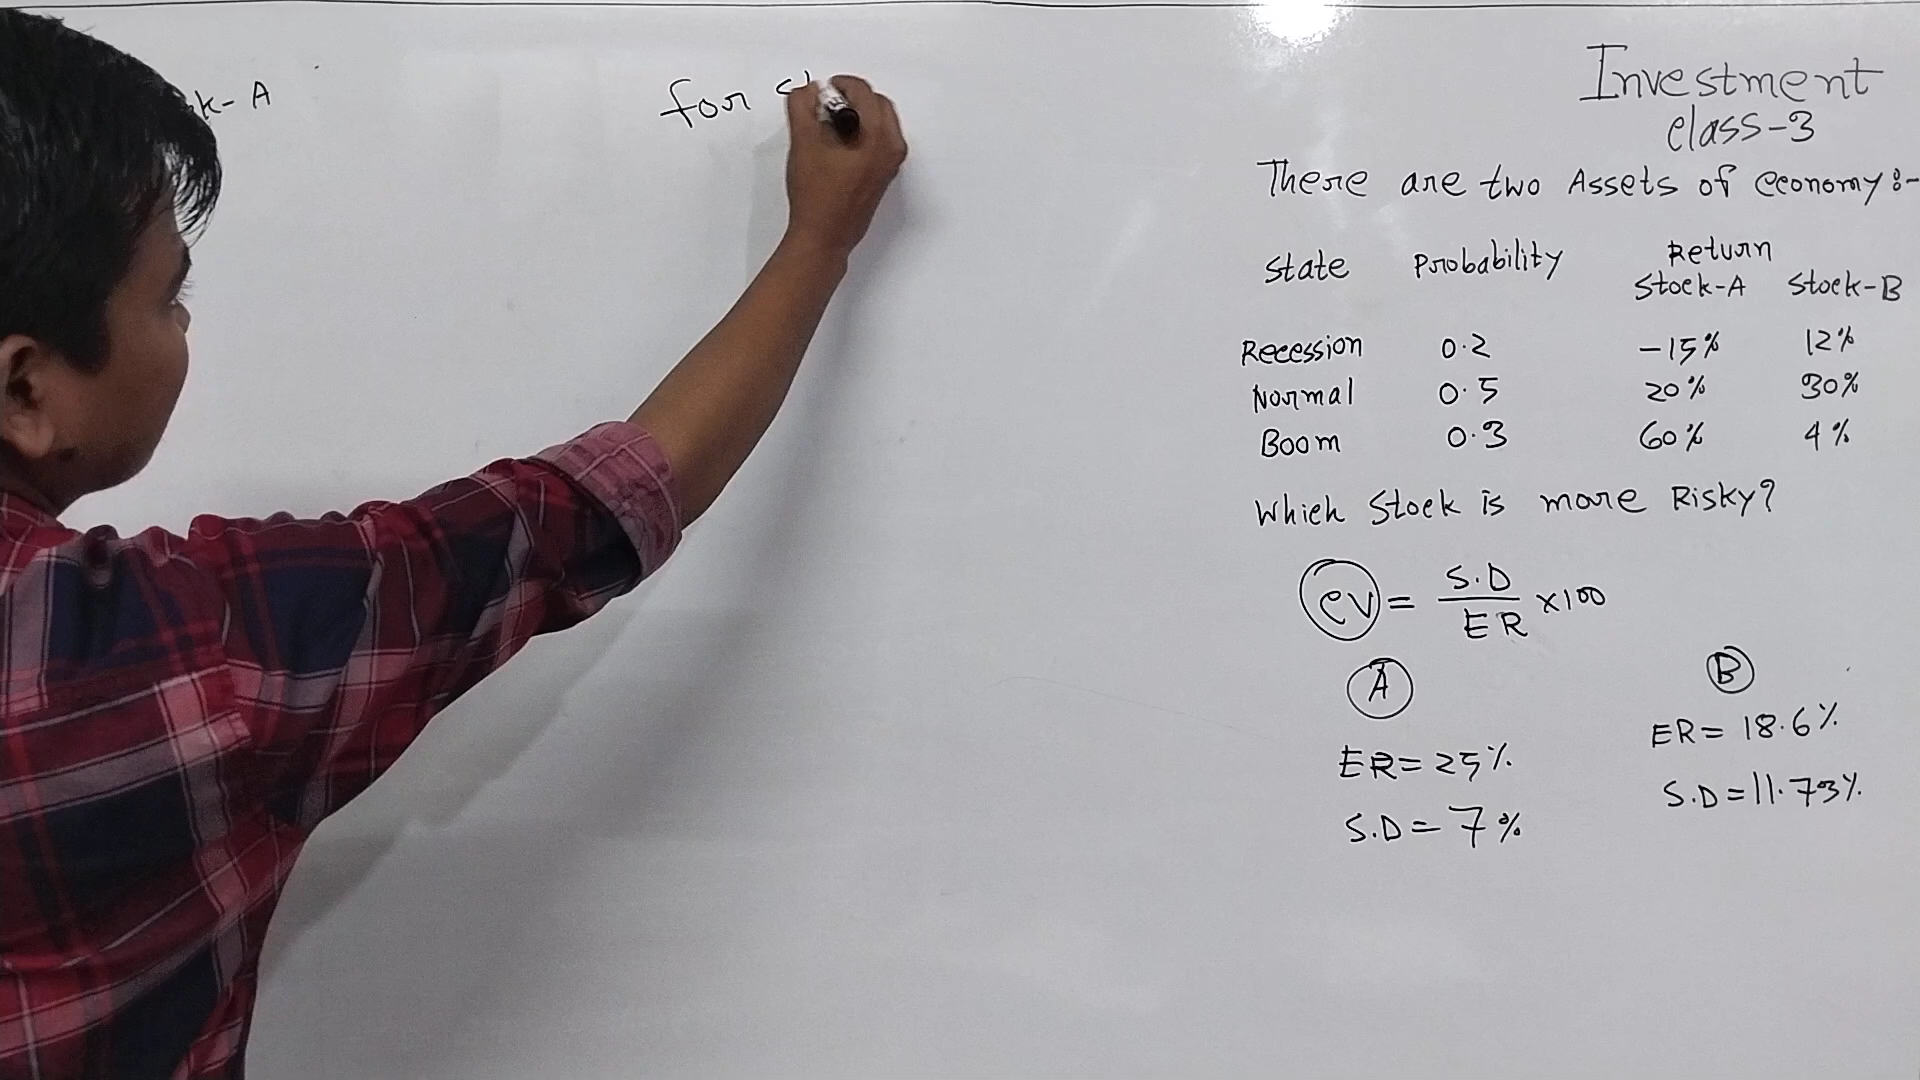 k-A
for
Investment
class-3
There are two Assets of economy:-
State Probability Return
Stock-A Stock-B
Recession 0.2 -15% 12%
Normal 0.5 20% 30%
Boom 0.3 60% 4%
Which Stock is more Risky?
CV = S.D / ER × 100
A B
ER = 25% ER = 18.6%
S.D = 7% S.D = 11.73%